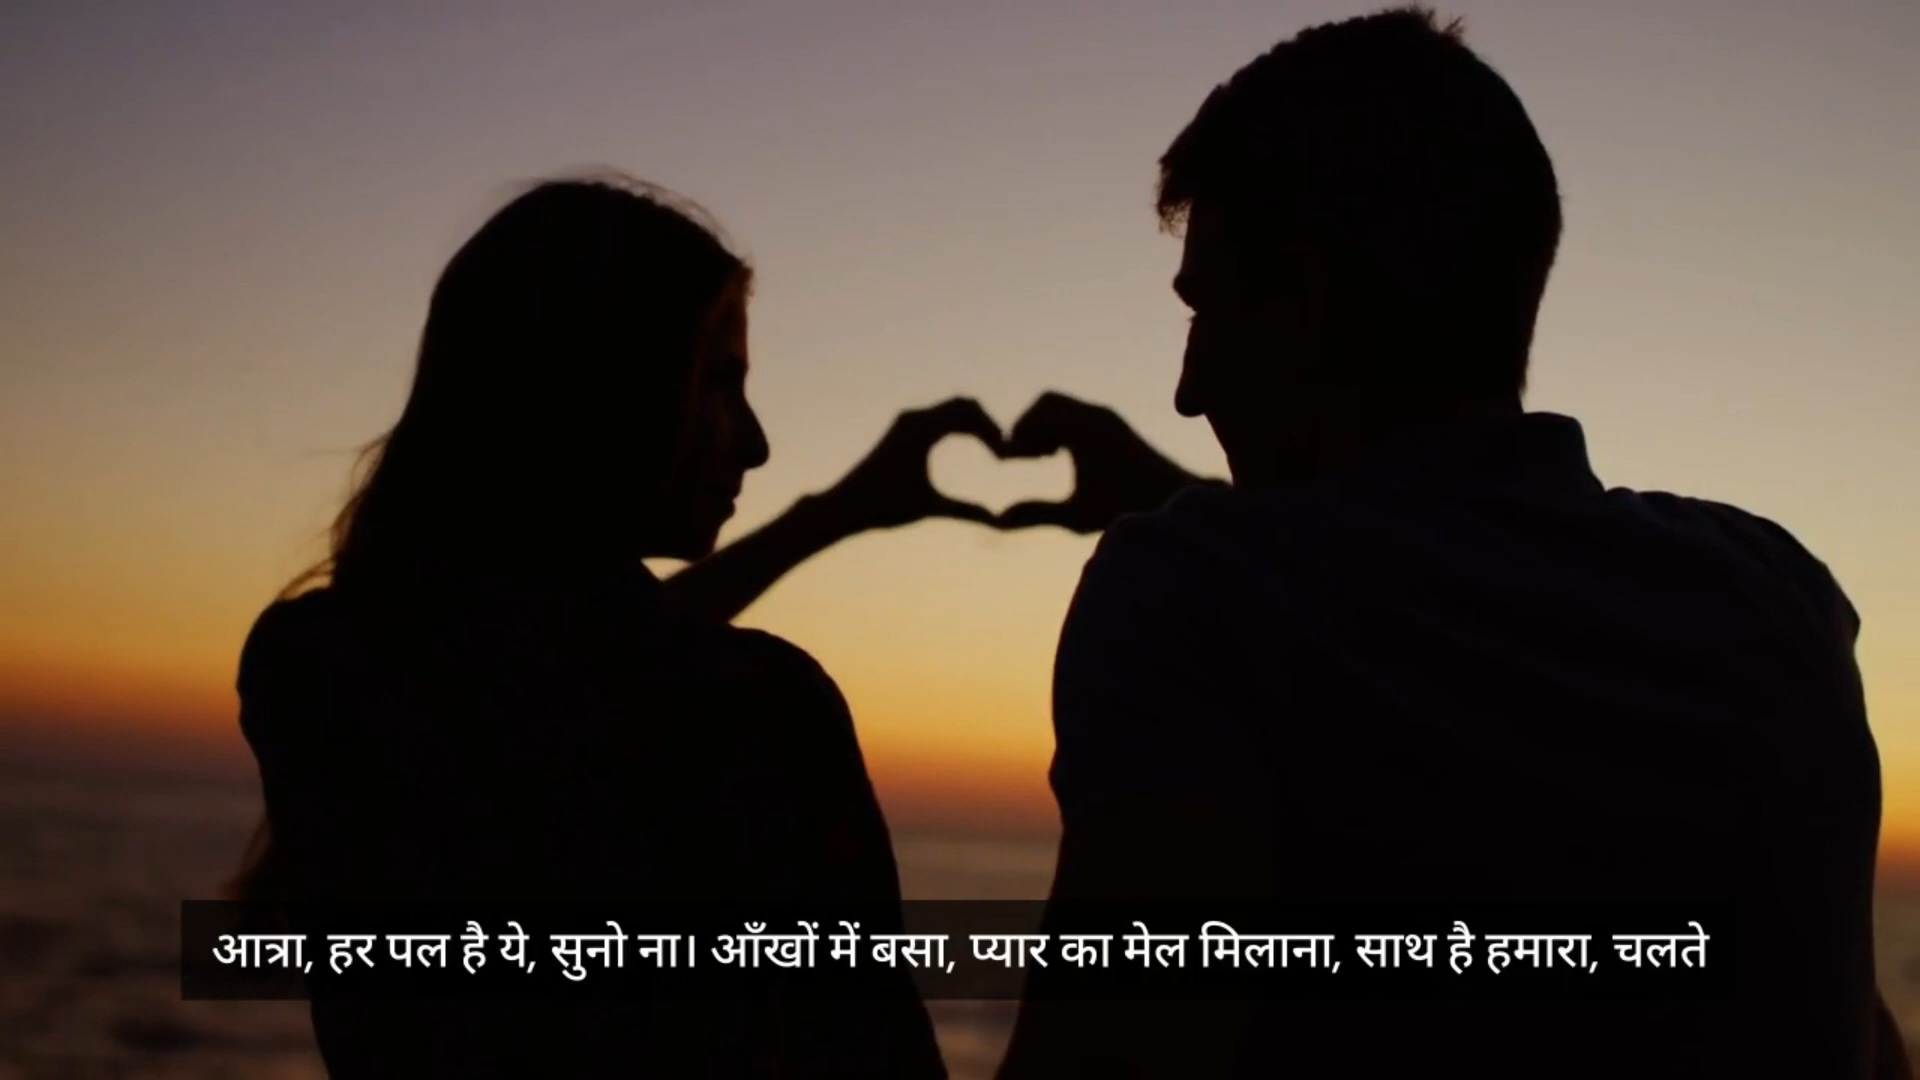 आत्रा, हर पल है ये, सुनो ना। आँखों में बसा, प्यार का मेल मिलाना, साथ है हमारा, चलते